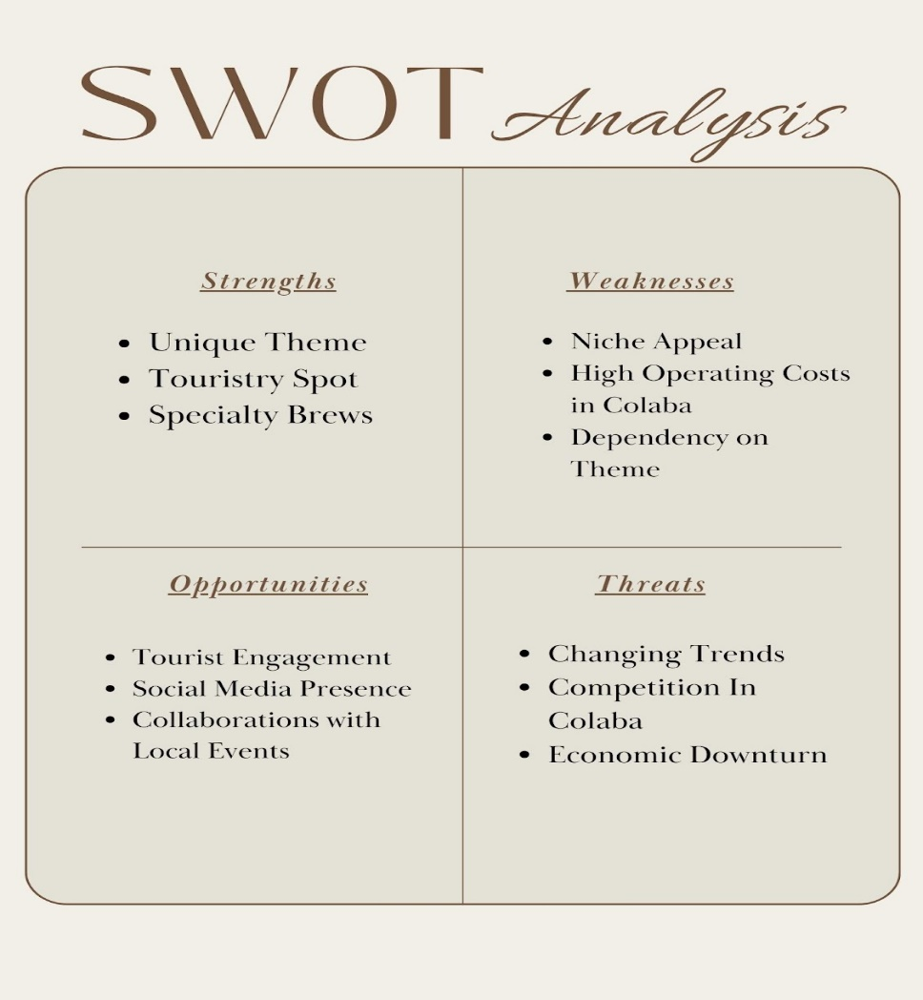 SWOT Analysis
Strengths
• Unique Theme
• Touristry Spot
• Specialty Brews
Weaknesses
• Niche Appeal
• High Operating Costs
in Colaba
• Dependency on
Theme
Opportunities
• Tourist Engagement
• Social Media Presence
• Collaborations with
Local Events
Threats
• Changing Trends
• Competition In
Colaba
• Economic Downturn